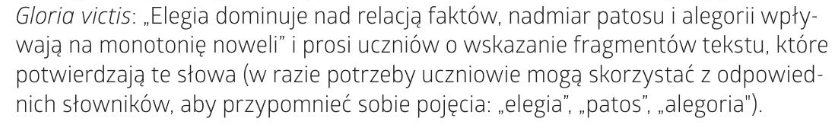 Gloria victis: „Elegia dominuje nad relacją faktów, nadmiar patosu i alegorii wpły-
wają na monotonię noweli” i prosi uczniów o wskazanie fragmentów tekstu, które
potwierdzają te słowa (w razie potrzeby uczniowie mogą skorzystać z odpowied-
nich słowników, aby przypomnieć sobie pojęcia: „elegia”, „patos”, „alegoria").